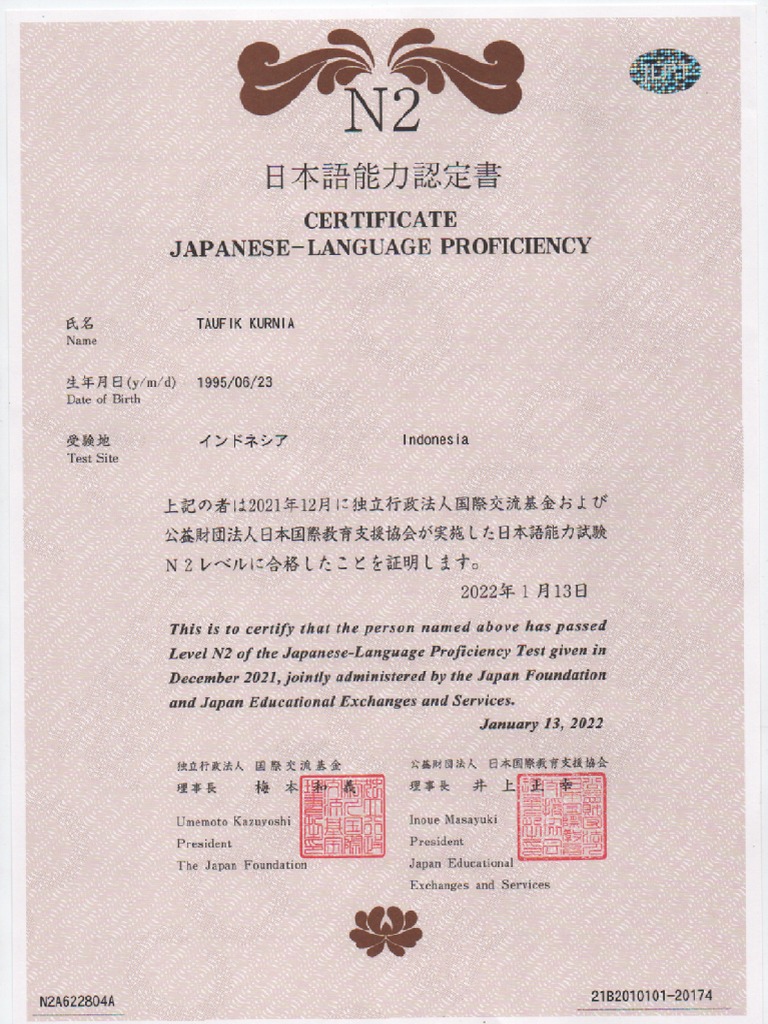 JLPT
N2
日本語能力認定書
CERTIFICATE
JAPANESE-LANGUAGE PROFICIENCY
氏名 TAUFIK KURNIA
Name
生年月日(y/m/d) 1995/06/23
Date of Birth
受験地 インドネシア Indonesia
Test Site
上記の者は2021年12月に独立行政法人国際交流基金および
公益財団法人日本国際教育支援協会が実施した日本語能力試験
N2レベルに合格したことを証明します。
2022年1月13日
This is to certify that the person named above has passed
Level N2 of the Japanese-Language Proficiency Test given in
December 2021, jointly administered by the Japan Foundation
and Japan Educational Exchanges and Services.
January 13, 2022
独立行政法人 国際交流基金
理事長 梅本和義
Umemoto Kazuyoshi
President
The Japan Foundation
公益財団法人 日本国際教育支援協会
理事長 井上正幸
Inoue Masayuki
President
Japan Educational
Exchanges and Services
N2A622804A
21B2010101-20174